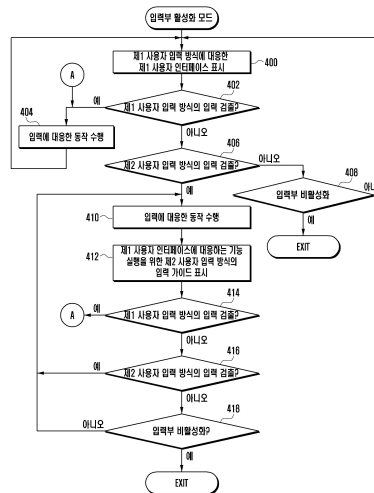 입력부 활성화 모드
제1 사용자 입력 방식에 대응한
제1 사용자 인터페이스 표시
400
A
402
제1 사용자 입력 방식의 입력 검출?
예
404
입력에 대응한 동작 수행
아니오
406
제2 사용자 입력 방식의 입력 검출?
아니오
408
입력부 비활성화
아니
예
EXIT
예
410
입력에 대응한 동작 수행
412
제1 사용자 인터페이스에 대응하는 기능
실행을 위한 제2 사용자 입력 방식의
입력 가이드 표시
414
제1 사용자 입력 방식의 입력 검출?
예
A
아니오
416
제2 사용자 입력 방식의 입력 검출?
예
아니오
418
입력부 비활성화?
아니오
예
EXIT